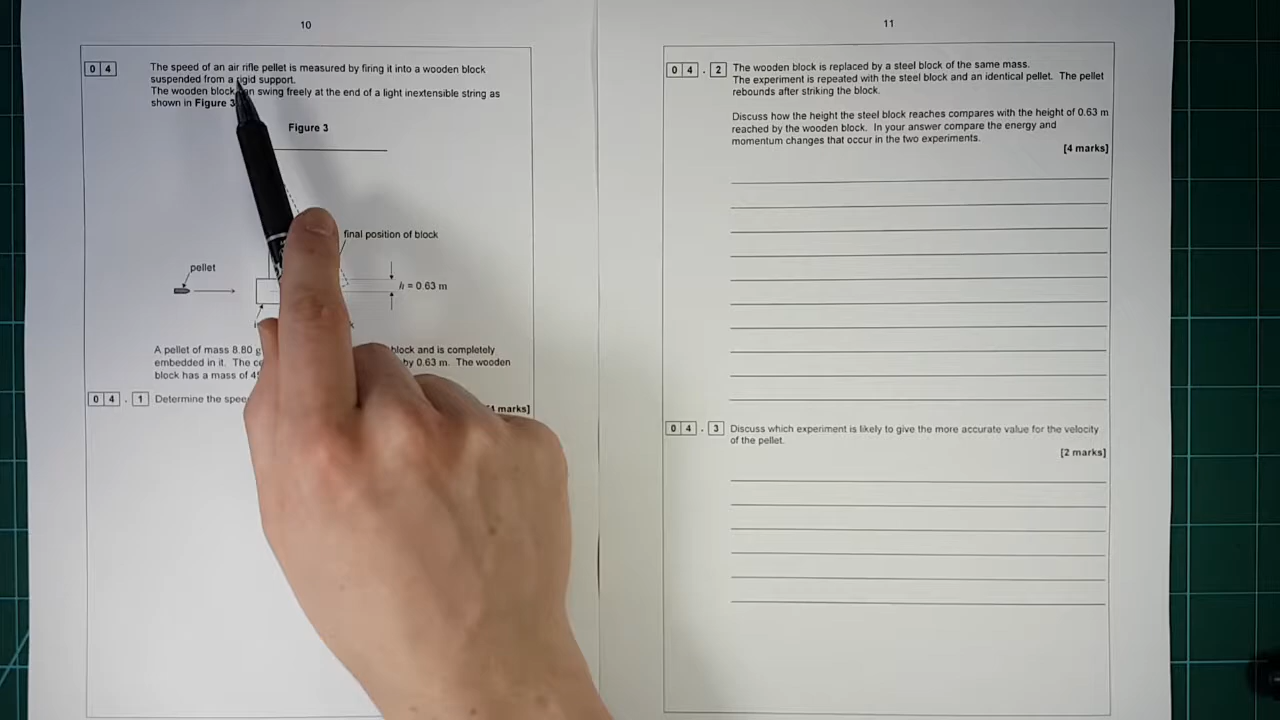 10
0 4
The speed of an air rifle pellet is measured by firing it into a wooden block
suspended from a rigid support.
The wooden block swing freely at the end of a light inextensible string as
shown in Figure 3
Figure 3
final position of block
pellet
h = 0.63 m
A pellet of mass 8.80 g block and is completely
embedded in it. The by 0.63 m. The wooden
block has a mass of
0 4 . 1 Determine the
marks]
11
0 4 . 2 The wooden block is replaced by a steel block of the same mass.
The experiment is repeated with the steel block and an identical pellet. The pellet
rebounds after striking the block.
Discuss how the height the steel block reaches compares with the height of 0.63 m
reached by the wooden block. In your answer compare the energy and
momentum changes that occur in the two experiments.
[4 marks]
0 4 . 3 Discuss which experiment is likely to give the more accurate value for the velocity
of the pellet.
[2 marks]